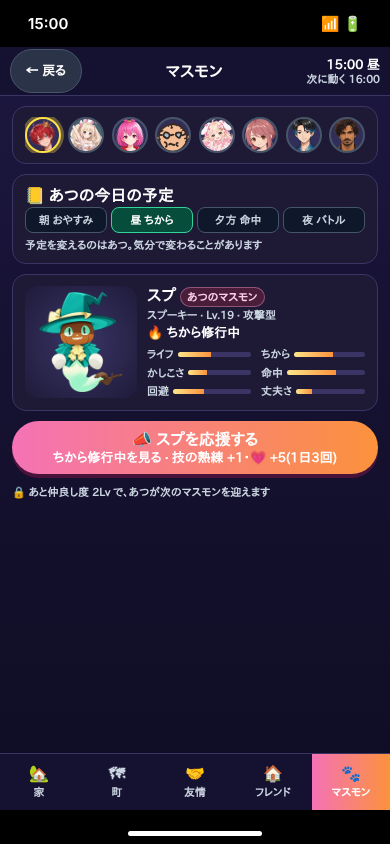 15:00
← 戻る
マスモン
15:00 昼
次に動く 16:00
あつの今日の予定
朝 おやすみ
昼 ちから
夕方 命中
夜 バトル
予定を変えるのはあつ。気分で変わることがあります
スプ あつのマスモン
スプーキー · Lv.19 · 攻撃型
ちから修行中
ライフ
ちから
かしこさ
命中
回避
丈夫さ
スプを応援する
ちから修行中を見る · 技の熟練 +1 · +5(1日3回)
あと仲良し度 2Lv で、あつが次のマスモンを迎えます
家
町
友情
フレンド
マスモン